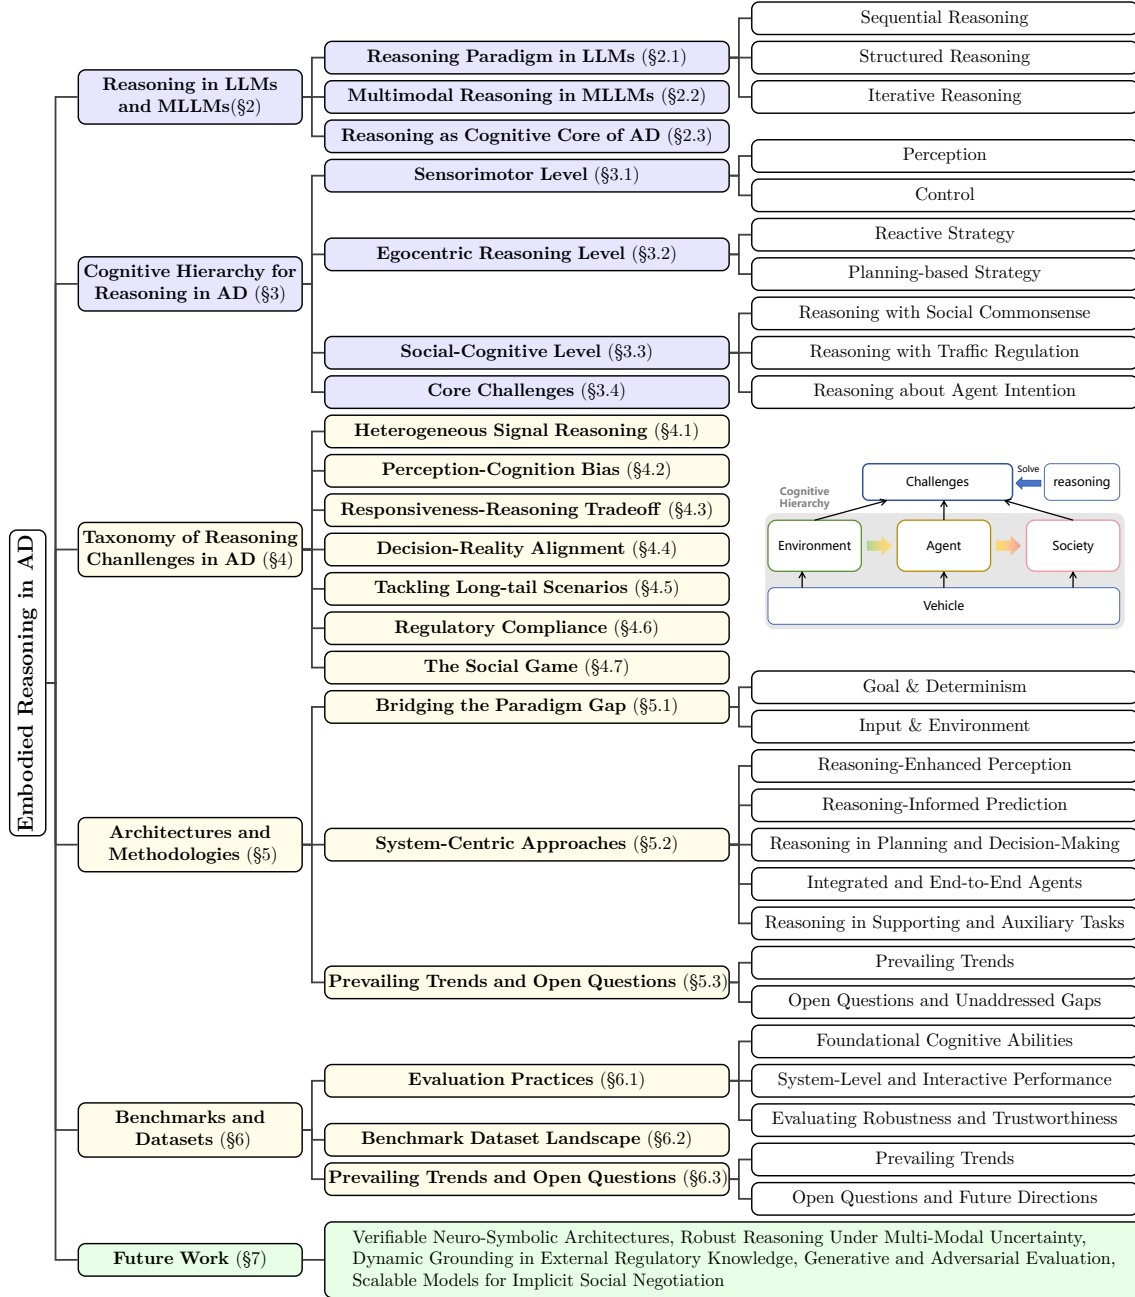 Embodied Reasoning in AD
Reasoning in LLMs
and MLLMs(§2)
Reasoning Paradigm in LLMs (§2.1)
Sequential Reasoning
Structured Reasoning
Iterative Reasoning
Multimodal Reasoning in MLLMs (§2.2)
Reasoning as Cognitive Core of AD (§2.3)
Cognitive Hierarchy for
Reasoning in AD (§3)
Sensorimotor Level (§3.1)
Perception
Control
Egocentric Reasoning Level (§3.2)
Reactive Strategy
Planning-based Strategy
Social-Cognitive Level (§3.3)
Reasoning with Social Commonsense
Reasoning with Traffic Regulation
Reasoning about Agent Intention
Core Challenges (§3.4)
Taxonomy of Reasoning
Chanllenges in AD (§4)
Heterogeneous Signal Reasoning (§4.1)
Perception-Cognition Bias (§4.2)
Responsiveness-Reasoning Tradeoff (§4.3)
Decision-Reality Alignment (§4.4)
Tackling Long-tail Scenarios (§4.5)
Regulatory Compliance (§4.6)
The Social Game (§4.7)
Cognitive
Hierarchy
Challenges
Solve
reasoning
Environment
Agent
Society
Vehicle
Architectures and
Methodologies (§5)
Bridging the Paradigm Gap (§5.1)
Goal & Determinism
Input & Environment
System-Centric Approaches (§5.2)
Reasoning-Enhanced Perception
Reasoning-Informed Prediction
Reasoning in Planning and Decision-Making
Integrated and End-to-End Agents
Reasoning in Supporting and Auxiliary Tasks
Prevailing Trends and Open Questions (§5.3)
Prevailing Trends
Open Questions and Unaddressed Gaps
Benchmarks and
Datasets (§6)
Evaluation Practices (§6.1)
Foundational Cognitive Abilities
System-Level and Interactive Performance
Evaluating Robustness and Trustworthiness
Benchmark Dataset Landscape (§6.2)
Prevailing Trends and Open Questions (§6.3)
Prevailing Trends
Open Questions and Future Directions
Future Work (§7)
Verifiable Neuro-Symbolic Architectures, Robust Reasoning Under Multi-Modal Uncertainty,
Dynamic Grounding in External Regulatory Knowledge, Generative and Adversarial Evaluation,
Scalable Models for Implicit Social Negotiation